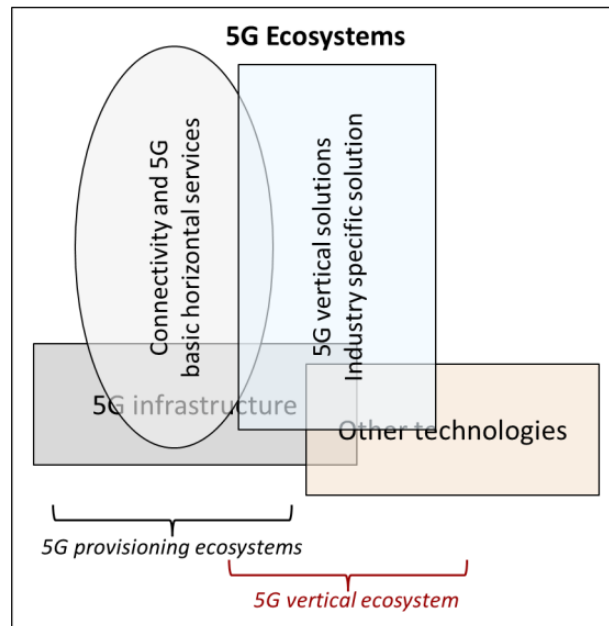 5G Ecosystems
Connectivity and 5G
basic horizontal services
5G vertical solutions
Industry specific solution
5G infrastructure
Other technologies
5G provisioning ecosystems
5G vertical ecosystem